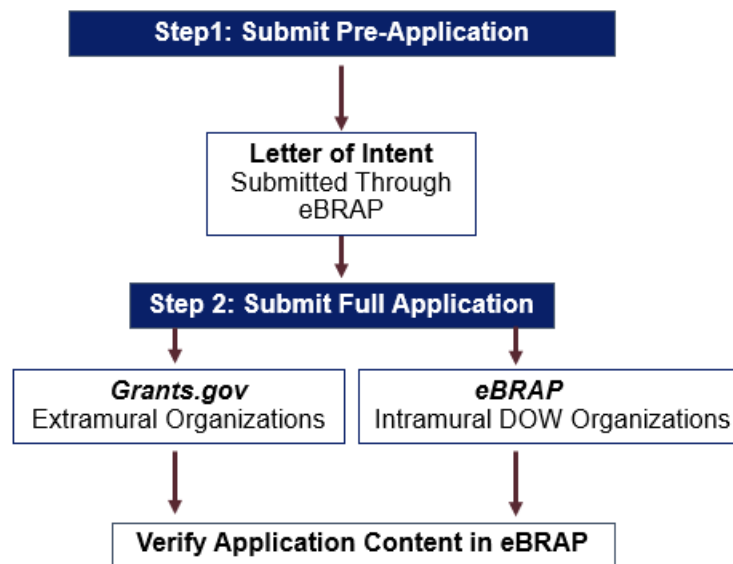 Step1: Submit Pre-Application
Letter of Intent
Submitted Through
eBRAP
Step 2: Submit Full Application
Grants.gov
Extramural Organizations
eBRAP
Intramural DOW Organizations
Verify Application Content in eBRAP